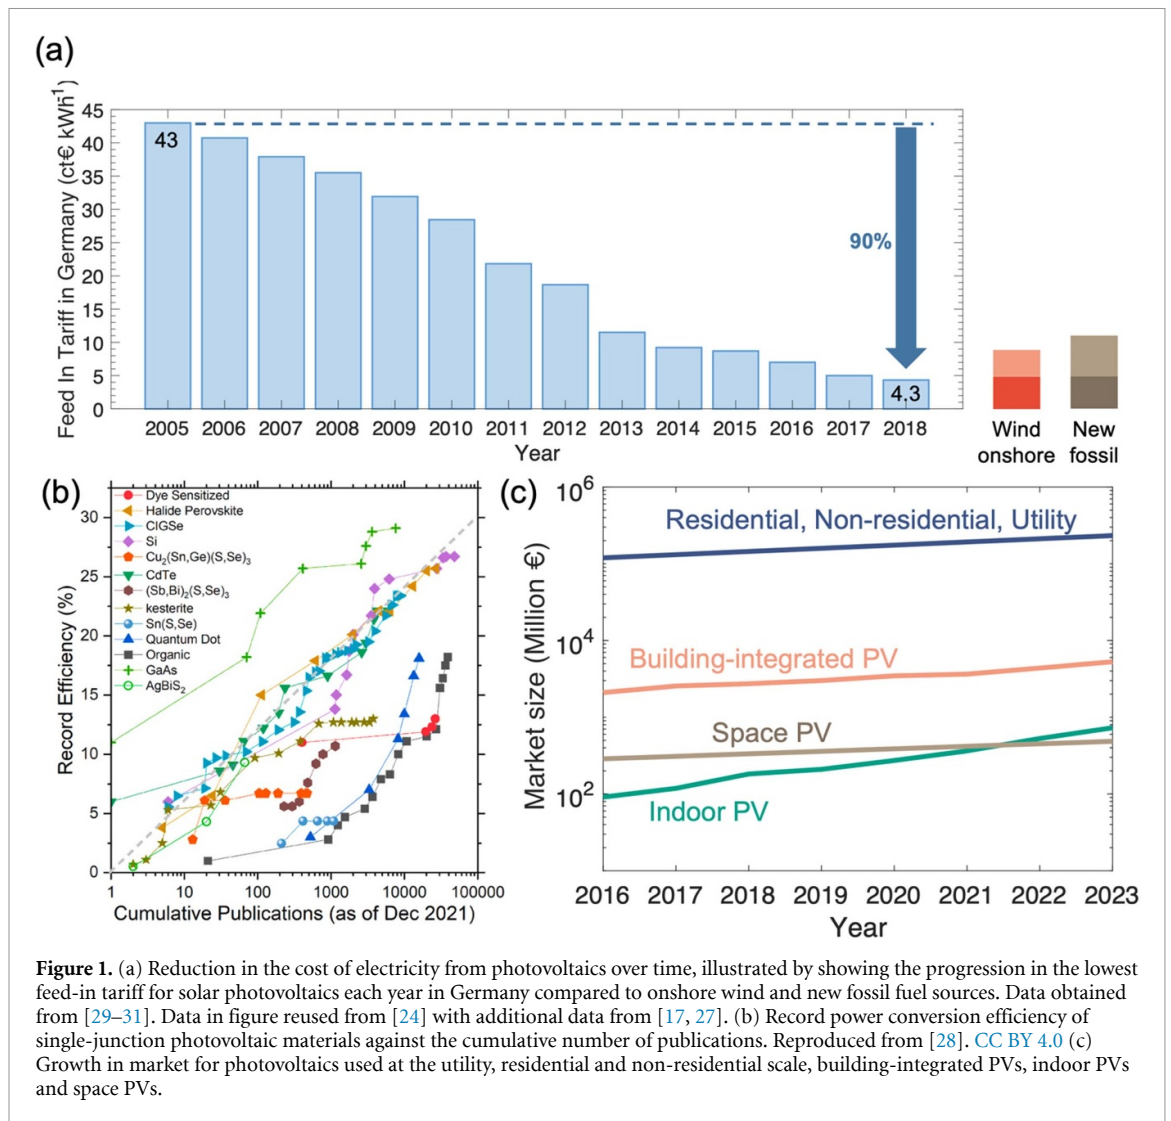 (a)
Feed In Tariff in Germany (ct€ kWh-1)
45
40
35
30
25
20
15
10
5
0
43
90%
4.3
2005 2006 2007 2008 2009 2010 2011 2012 2013 2014 2015 2016 2017 2018
Year
Wind
onshore
New
fossil
(b)
Record Efficiency (%)
30
25
20
15
10
5
0
Dye Sensitized
Halide Perovskite
CIGSe
Si
Cu2(Sn,Ge)(S,Se)3
CdTe
(Sb,Bi)2(S,Se)3
kesterite
Sn(S,Se)
Quantum Dot
Organic
GaAs
AgBiS2
1 10 100 1000 10000 100000
Cumulative Publications (as of Dec 2021)
(c)
Market size (Million €)
10^6
10^4
10^2
Residential, Non-residential, Utility
Building-integrated PV
Space PV
Indoor PV
2016 2017 2018 2019 2020 2021 2022 2023
Year
Figure 1. (a) Reduction in the cost of electricity from photovoltaics over time, illustrated by showing the progression in the lowest
feed-in tariff for solar photovoltaics each year in Germany compared to onshore wind and new fossil fuel sources. Data obtained
from [29–31]. Data in figure reused from [24] with additional data from [17, 27]. (b) Record power conversion efficiency of
single-junction photovoltaic materials against the cumulative number of publications. Reproduced from [28]. CC BY 4.0 (c)
Growth in market for photovoltaics used at the utility, residential and non-residential scale, building-integrated PVs, indoor PVs
and space PVs.